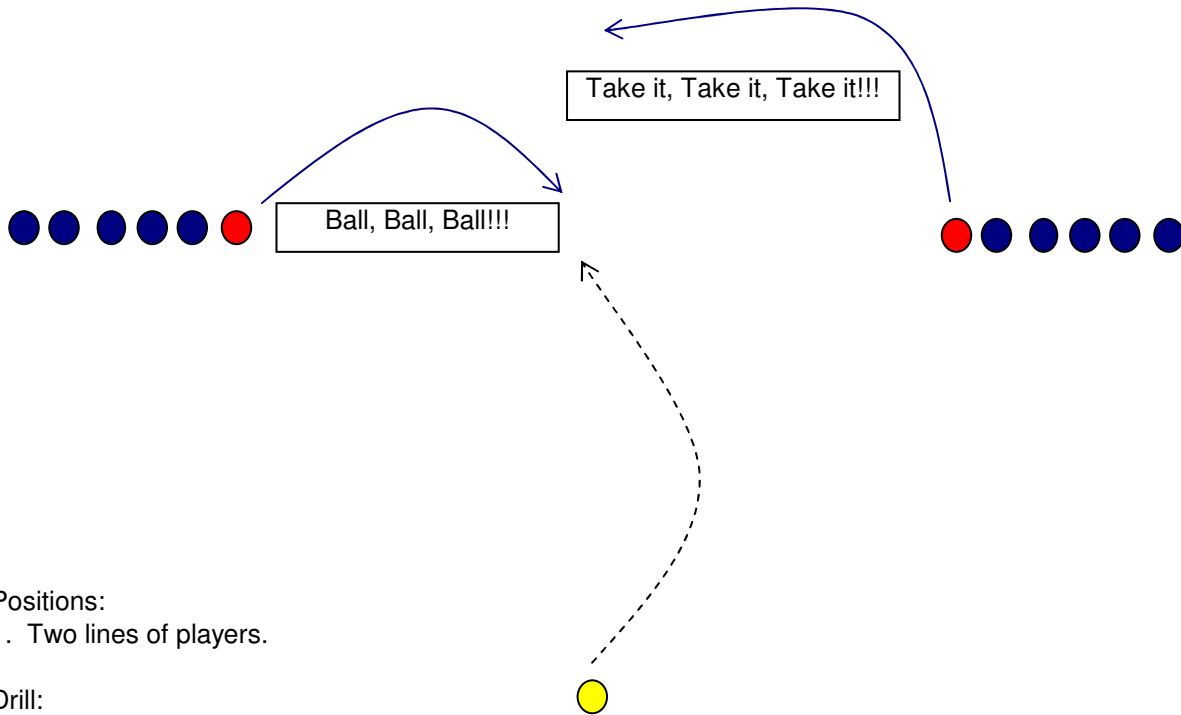 Take it, Take it, Take it!!!
Ball, Ball, Ball!!!
Positions:
. Two lines of players.
Drill: